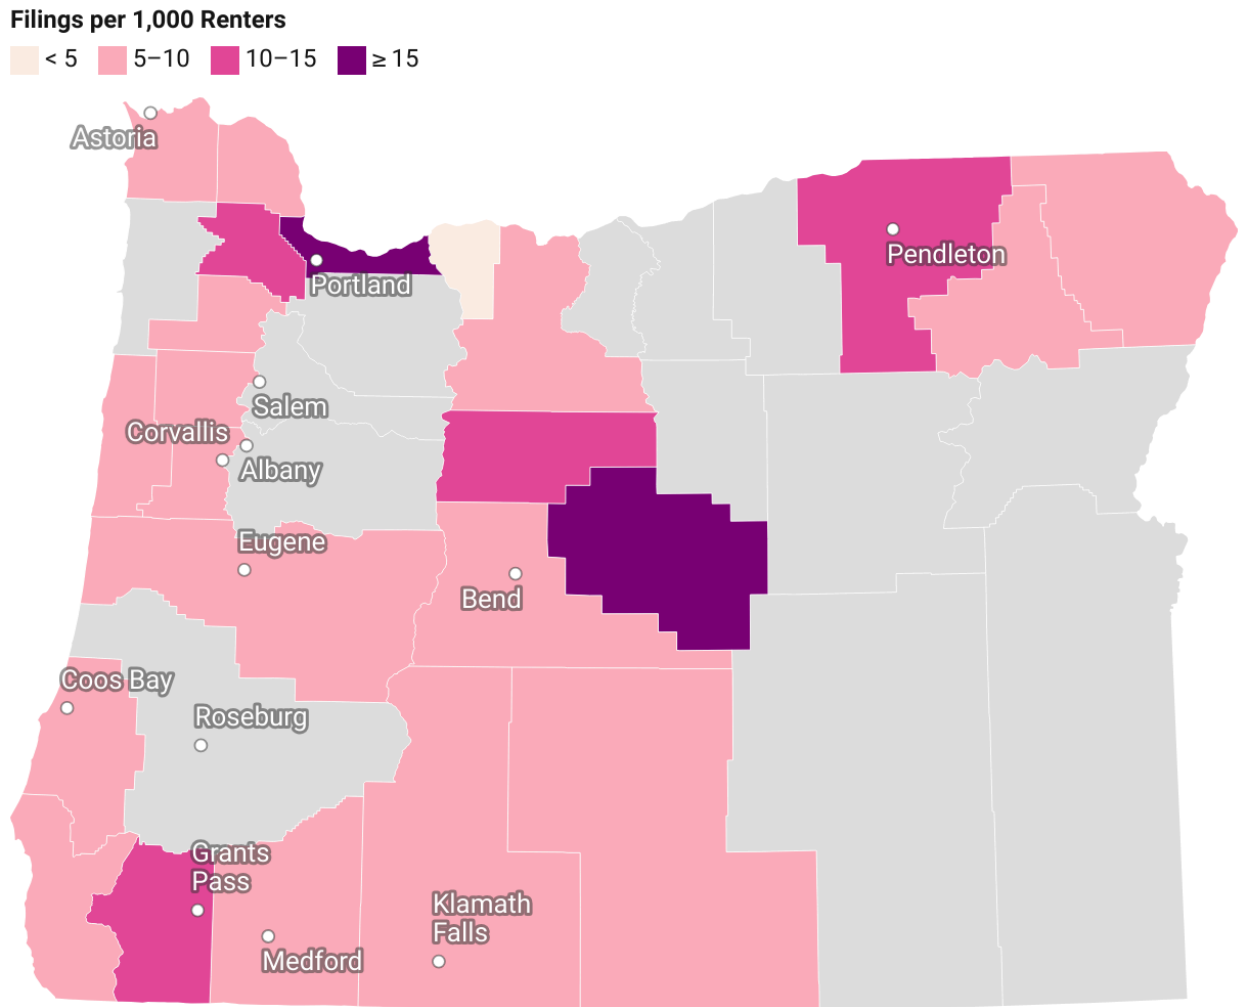 Filings per 1,000 Renters
< 5 5–10 10–15 ≥ 15
Astoria
Pendleton
Portland
Salem
Corvallis
Albany
Eugene
Bend
Coos Bay
Roseburg
Grants
Pass
Klamath
Falls
Medford